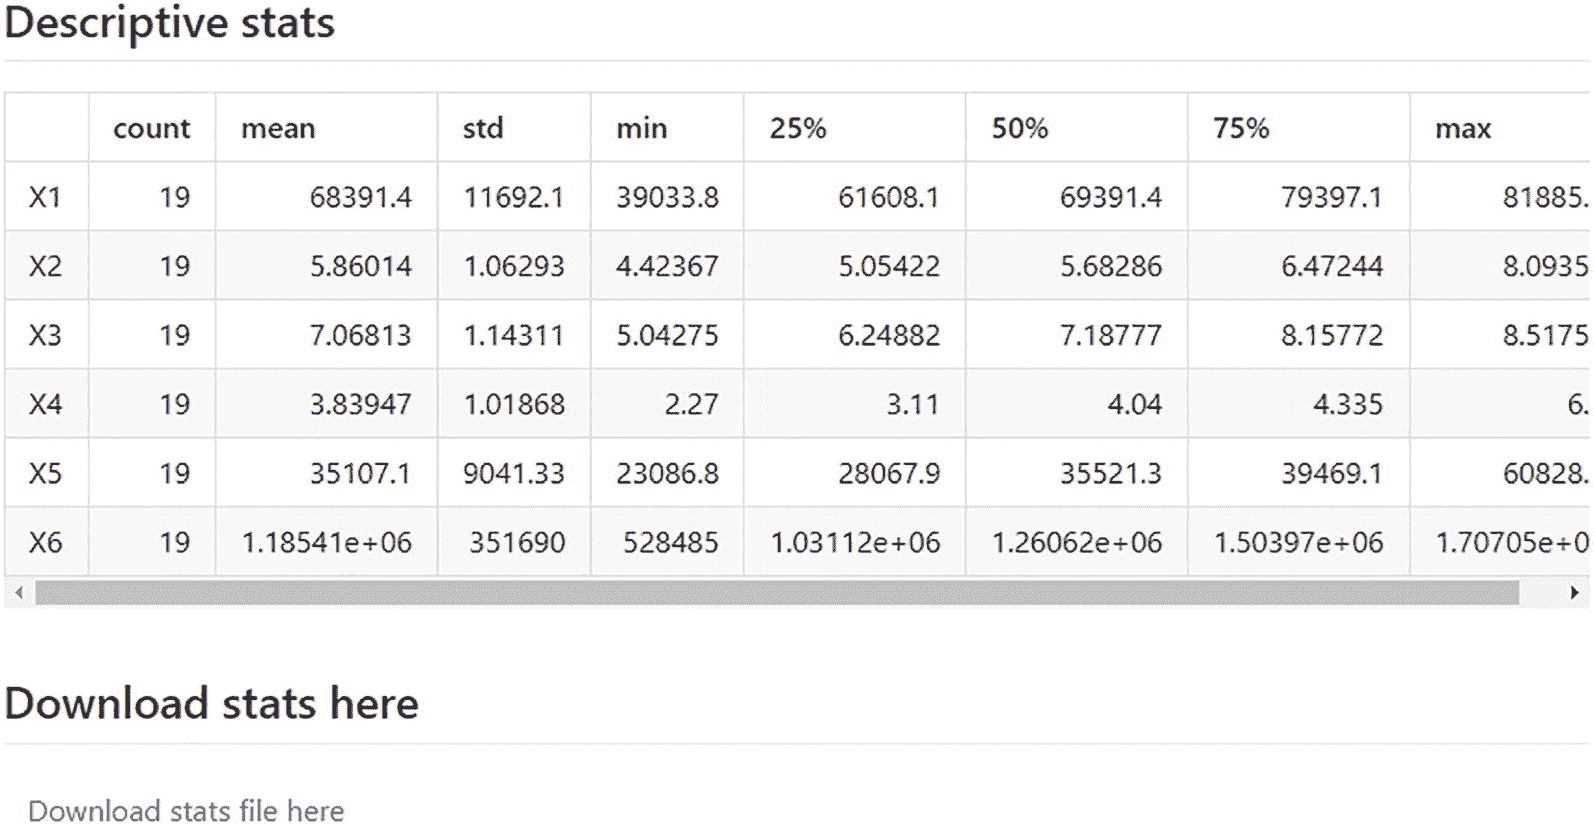 Descriptive stats
count mean std min 25% 50% 75% max
X1 19 68391.4 11692.1 39033.8 61608.1 69391.4 79397.1 81885.
X2 19 5.86014 1.06293 4.42367 5.05422 5.68286 6.47244 8.0935
X3 19 7.06813 1.14311 5.04275 6.24882 7.18777 8.15772 8.5175
X4 19 3.83947 1.01868 2.27 3.11 4.04 4.335 6.
X5 19 35107.1 9041.33 23086.8 28067.9 35521.3 39469.1 60828.
X6 19 1.18541e+06 351690 528485 1.03112e+06 1.26062e+06 1.50397e+06 1.70705e+0
Download stats here
Download stats file here